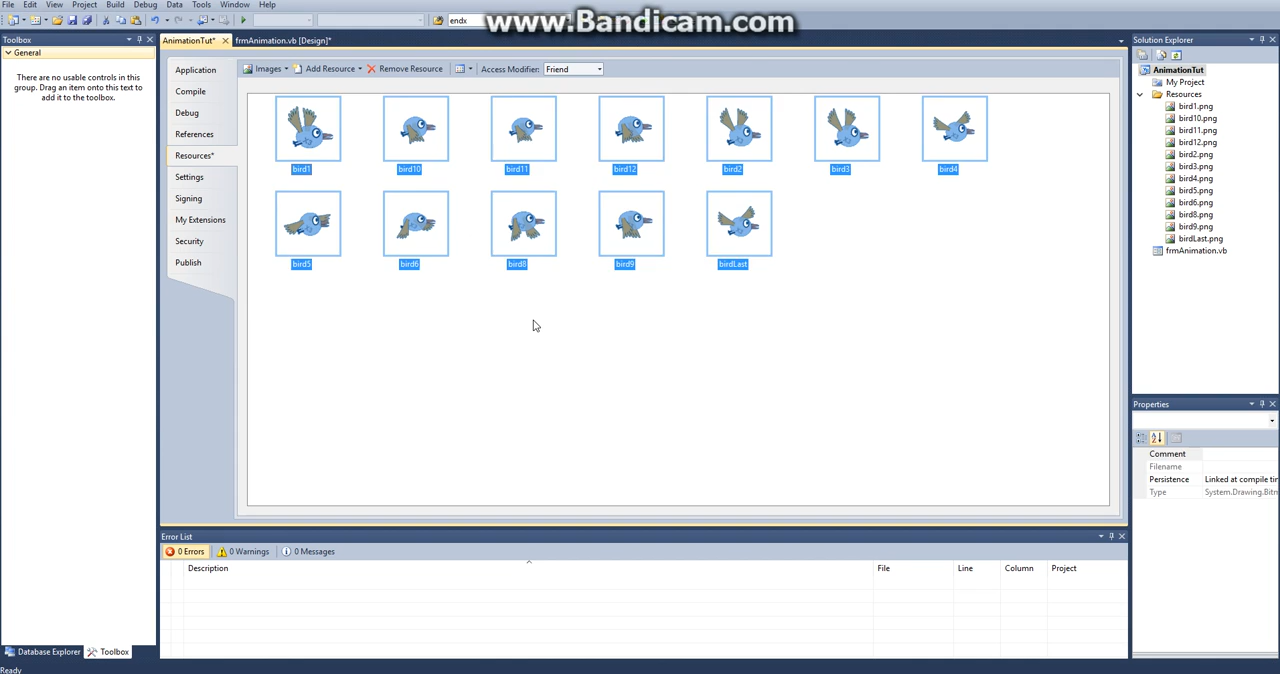 File Edit View Project Build Debug Data Tools Window Help
endx
www.Bandicam.com
Toolbox
General
There are no usable controls in this
group. Drag an item onto this text to
add it to the toolbox.
Database Explorer Toolbox
Ready
AnimationTut* frmAnimation.vb [Design]*
Application
Compile
Debug
References
Resources*
Settings
Signing
My Extensions
Security
Publish
Images Add Resource Remove Resource Access Modifier: Friend
bird1 bird10 bird11 bird12 bird2 bird3 bird4
bird5 bird6 bird8 bird9 birdLast
Error List
0 Errors 0 Warnings 0 Messages
Description File Line Column Project
Solution Explorer
AnimationTut
My Project
Resources
bird1.png
bird10.png
bird11.png
bird12.png
bird2.png
bird3.png
bird4.png
bird5.png
bird6.png
bird8.png
bird9.png
birdLast.png
frmAnimation.vb
Properties
Comment
Filename
Persistence Linked at compile tim
Type System.Drawing.Bitm